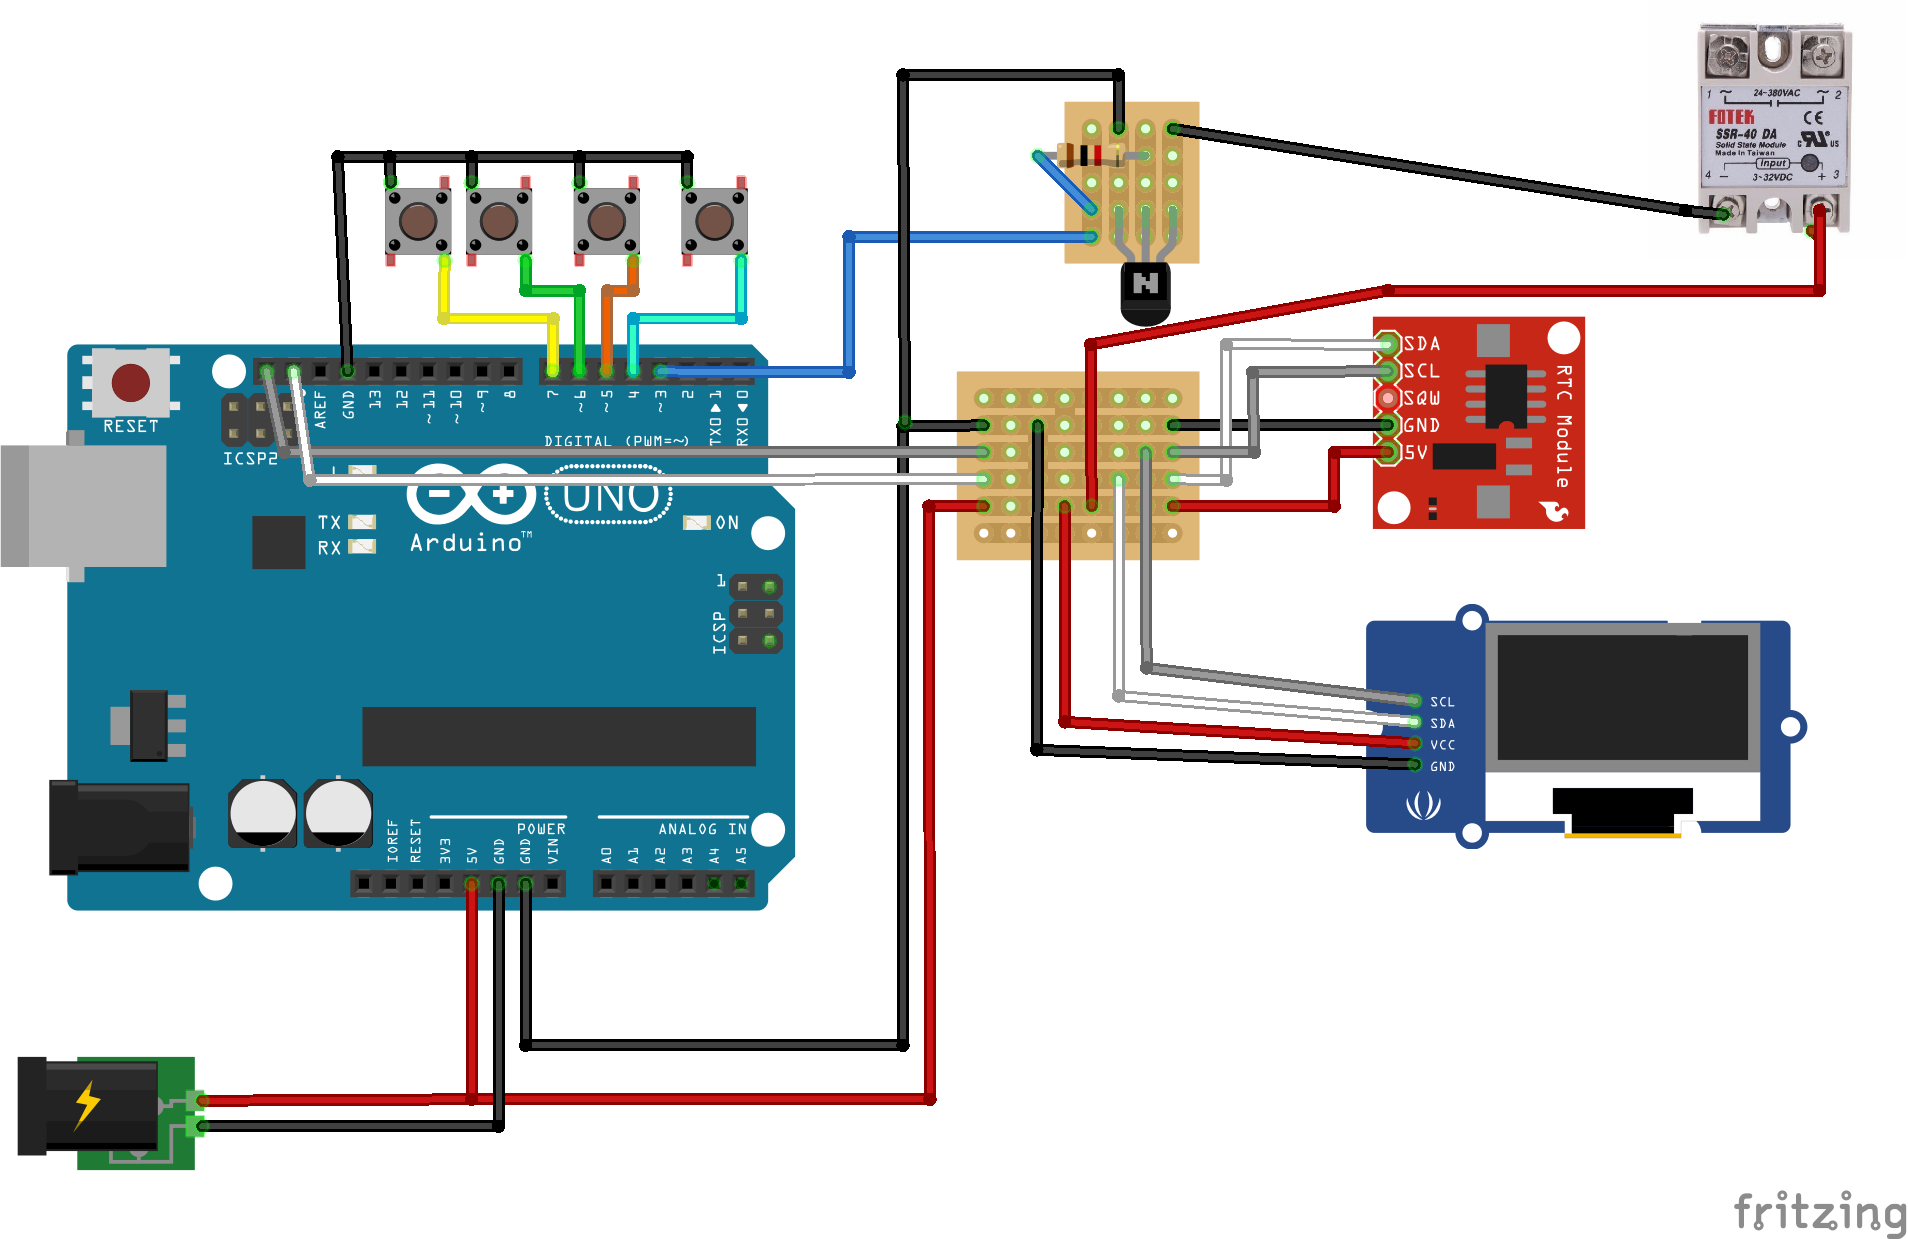 1 ~ 24~380VAC ~ 2
FOTEK CE
SSR-40 DA
Solid State Module C US
Made in Taiwan
Input
4 − 3~32VDC + 3
N
RESET
ICSP2
AREF
GND
13
12
~11
~10
~9
8
7
~6
~5
4
~3
2
TX0▶1
RX0◀0
DIGITAL (PWM=~)
L
TX
RX
UNO
Arduino™
ON
1
ICSP
IOREF
RESET
3V3
5V
GND
GND
VIN
POWER
ANALOG IN
A0
A1
A2
A3
A4
A5
SDA
SCL
SQW
GND
5V
RTC Module
SCL
SDA
VCC
GND
fritzing